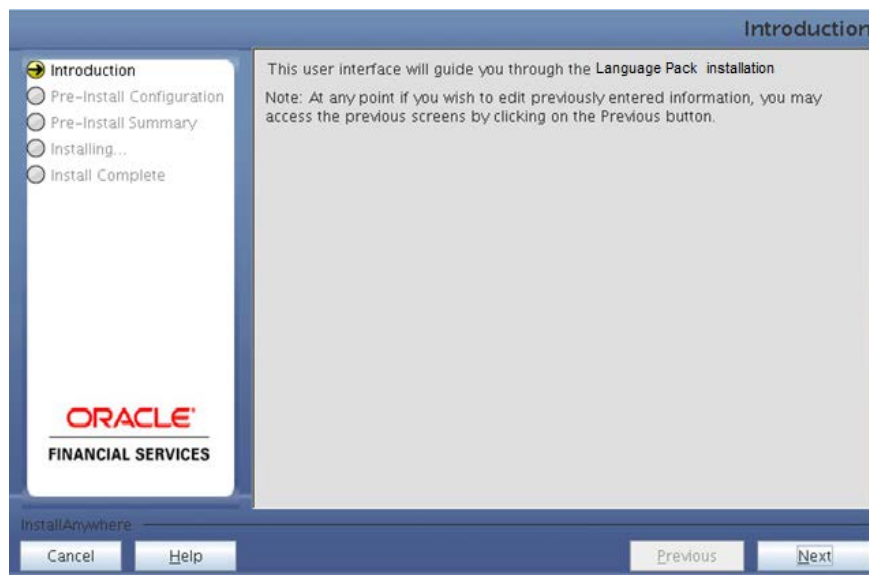 Introduction
Introduction
Pre-Install Configuration
Pre-Install Summary
Installing...
Install Complete
ORACLE'
FINANCIAL SERVICES
This user interface will guide you through the Language Pack installation
Note: At any point if you wish to edit previously entered information, you may
access the previous screens by clicking on the Previous button.
InstallAnywhere
Cancel
Help
Previous
Next